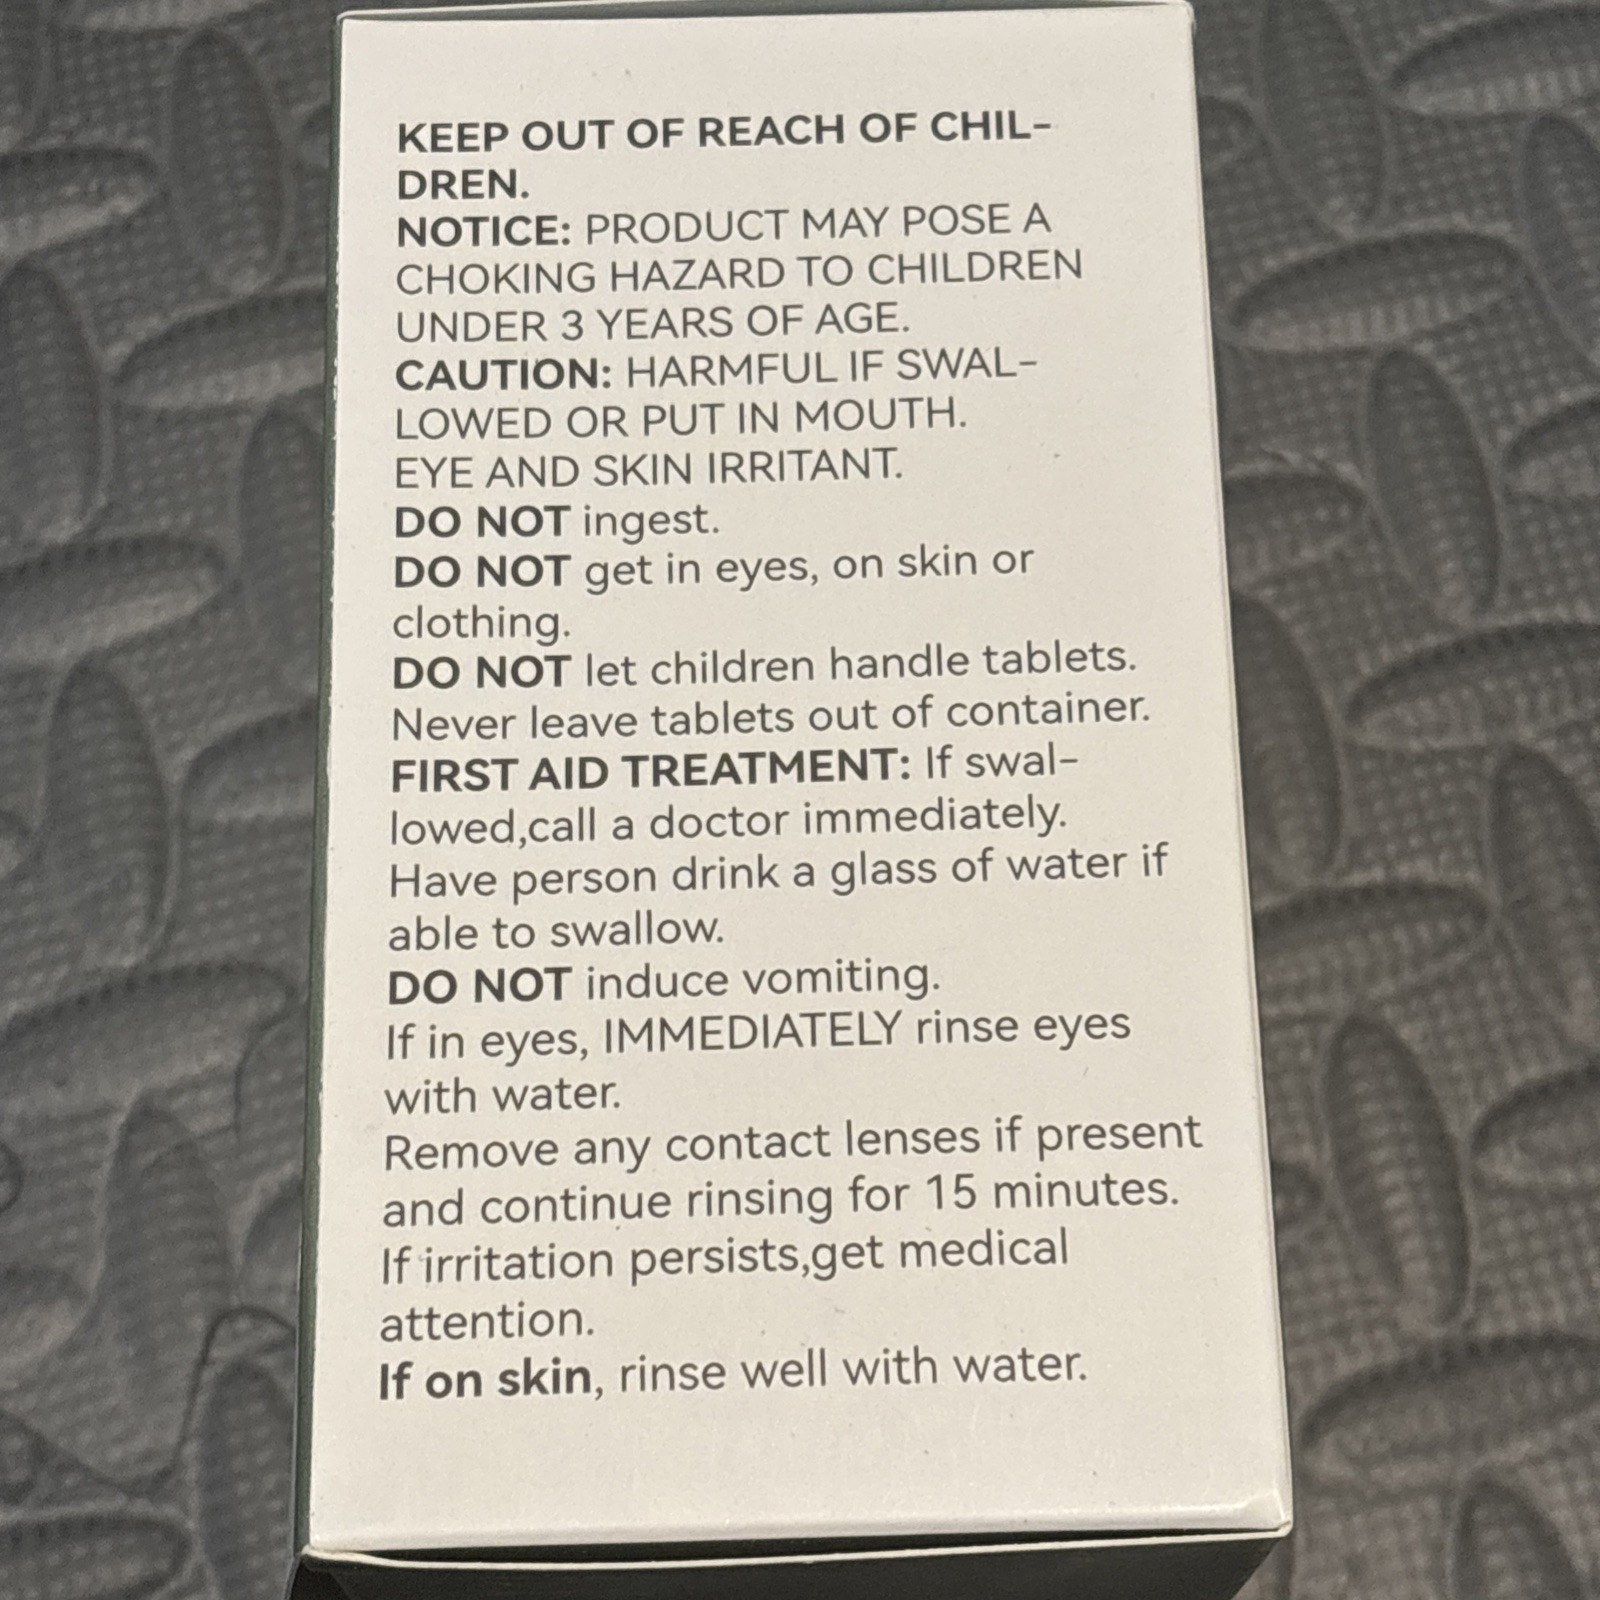 KEEP OUT OF REACH OF CHIL-
DREN.
NOTICE: PRODUCT MAY POSE A
CHOKING HAZARD TO CHILDREN
UNDER 3 YEARS OF AGE.
CAUTION: HARMFUL IF SWAL-
LOWED OR PUT IN MOUTH.
EYE AND SKIN IRRITANT.
DO NOT ingest.
DO NOT get in eyes, on skin or
clothing.
DO NOT let children handle tablets.
Never leave tablets out of container.
FIRST AID TREATMENT: If swal-
lowed,call a doctor immediately.
Have person drink a glass of water if
able to swallow.
DO NOT induce vomiting.
If in eyes, IMMEDIATELY rinse eyes
with water.
Remove any contact lenses if present
and continue rinsing for 15 minutes.
If irritation persists,get medical
attention.
If on skin, rinse well with water.